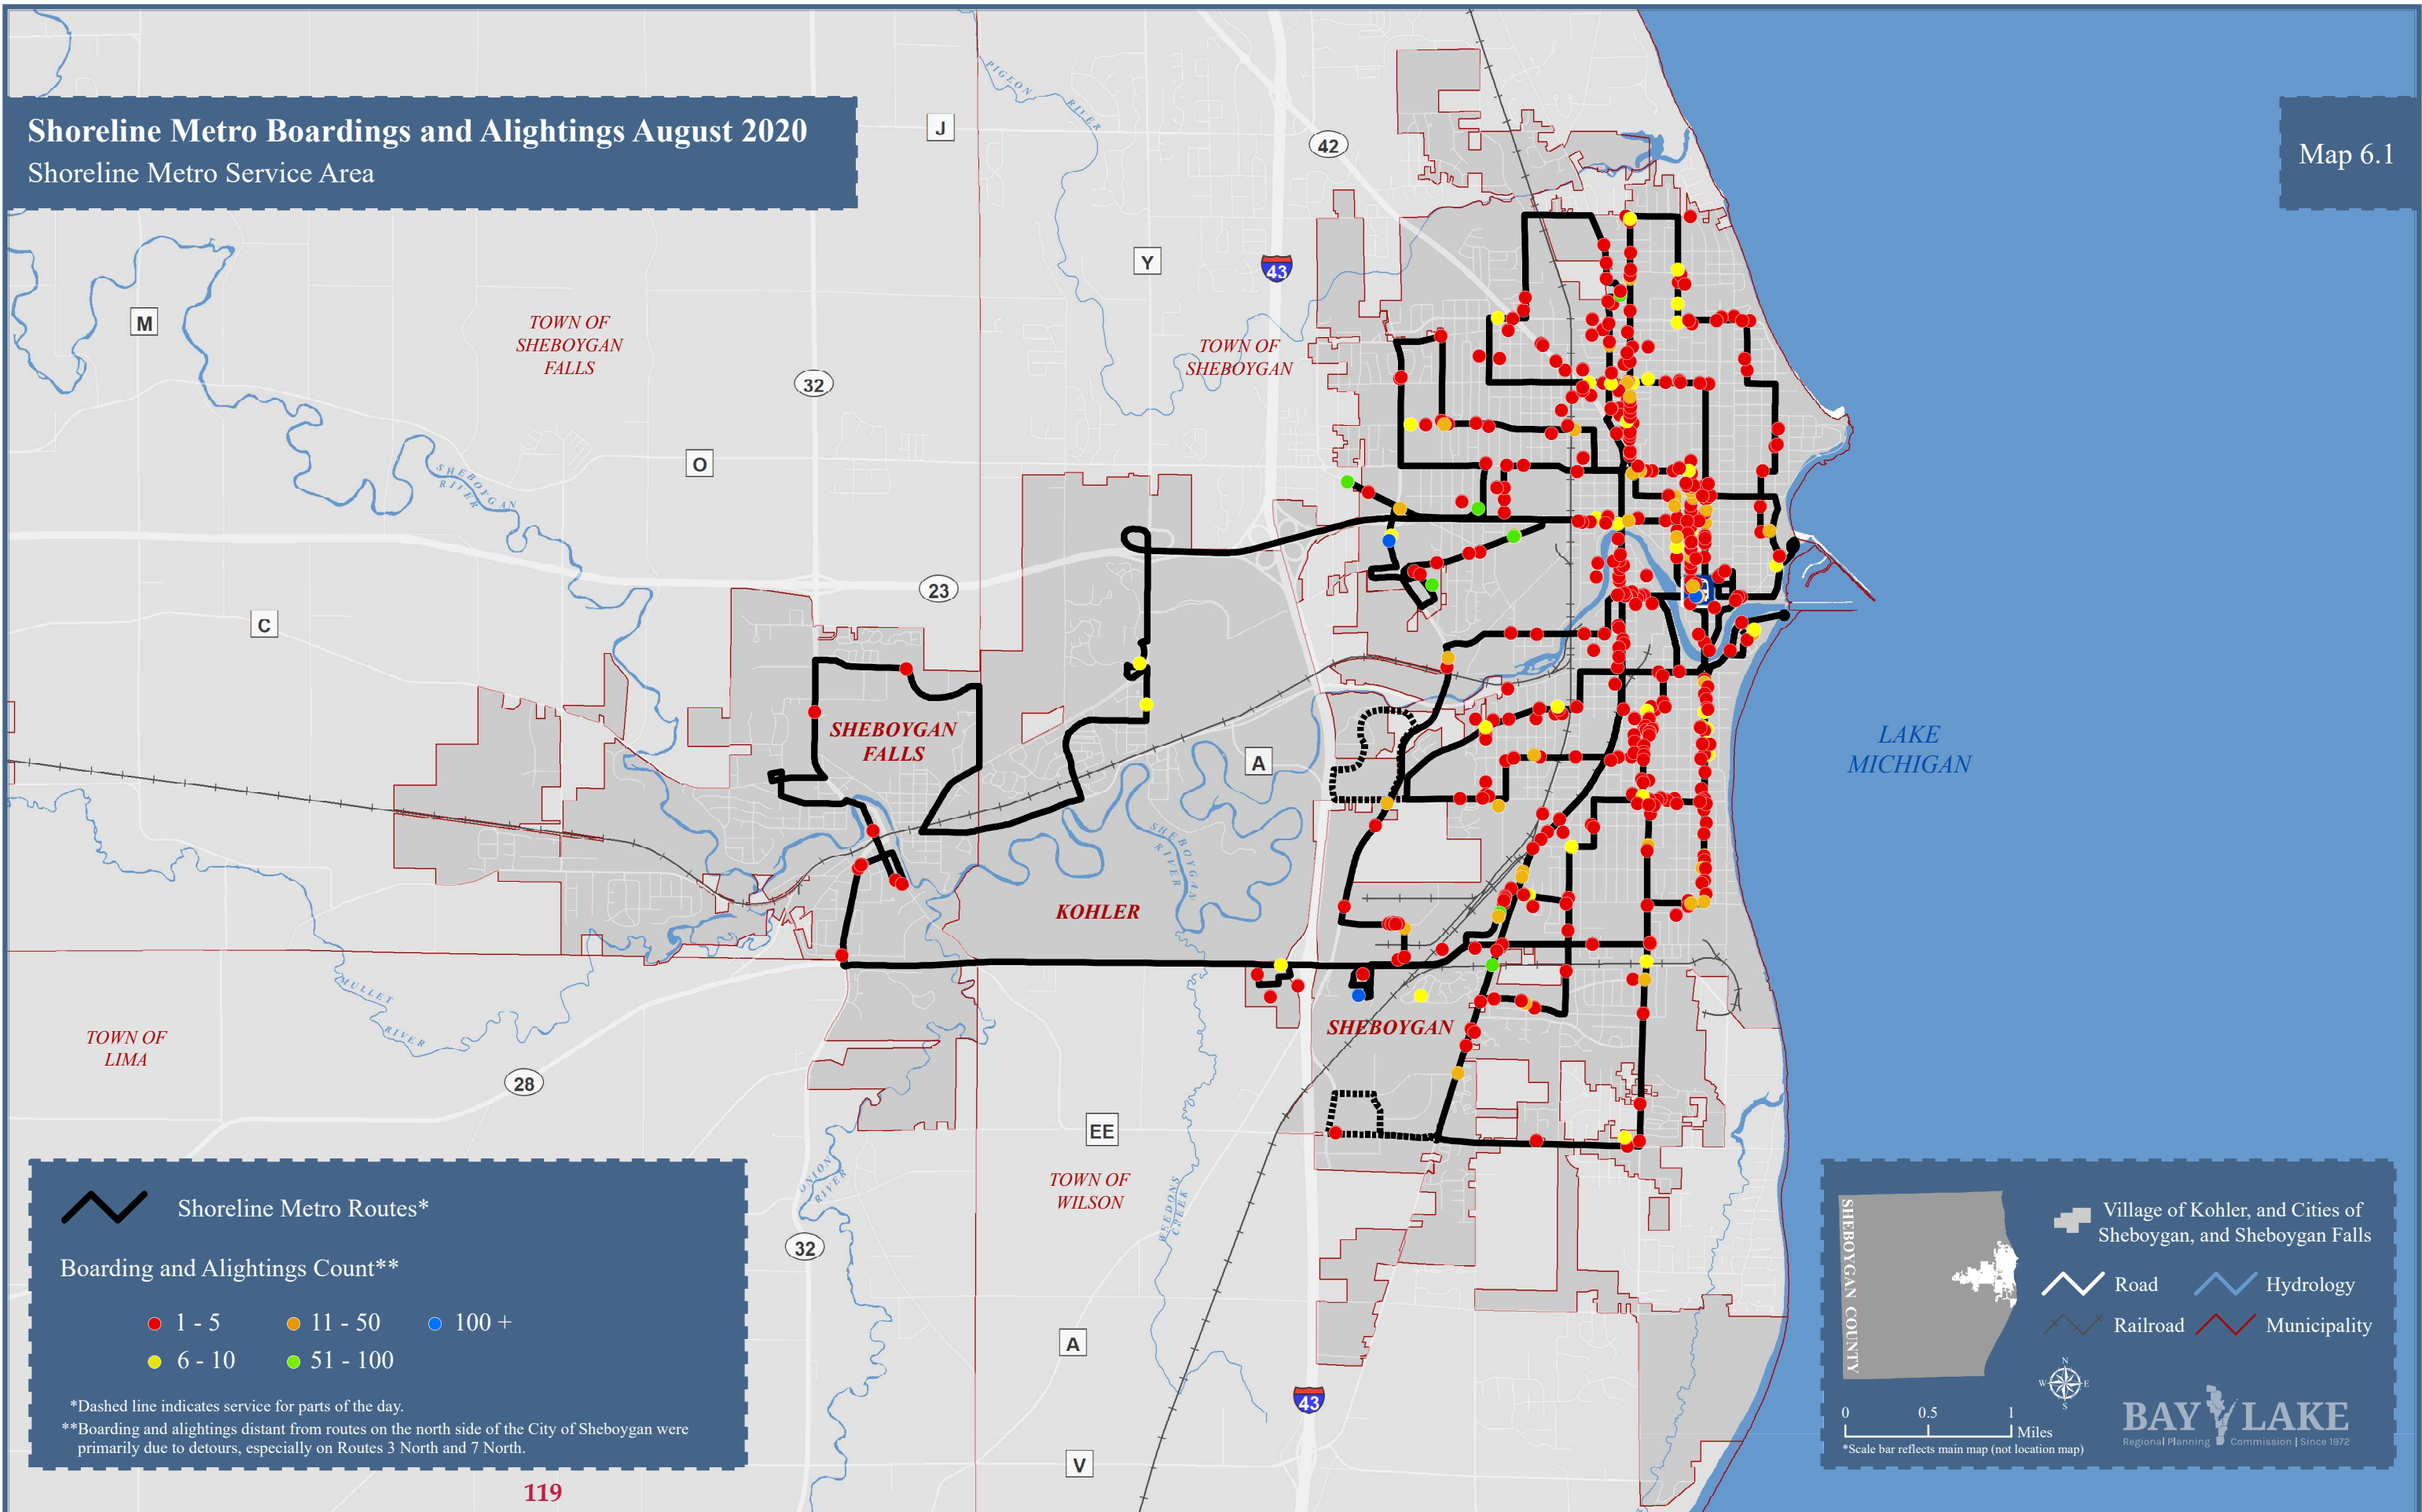 Shoreline Metro Boardings and Alightings August 2020
Shoreline Metro Service Area
Map 6.1
J
42
PIGEON RIVER
Y
43
M
TOWN OF
SHEBOYGAN
FALLS
TOWN OF
SHEBOYGAN
32
O
SHEBOYGAN
RIVER
23
C
SHEBOYGAN
FALLS
A
LAKE
MICHIGAN
SHEBOYGAN
RIVER
KOHLER
MULLET
RIVER
SHEBOYGAN
TOWN OF
LIMA
28
EE
ONION
RIVER
TOWN OF
WILSON
WEEDONS
CREEK
32
A
43
V
Shoreline Metro Routes*
Boarding and Alightings Count**
1 - 5
11 - 50
100 +
6 - 10
51 - 100
*Dashed line indicates service for parts of the day.
**Boarding and alightings distant from routes on the north side of the City of Sheboygan were
primarily due to detours, especially on Routes 3 North and 7 North.
119
SHEBOYGAN COUNTY
Village of Kohler, and Cities of
Sheboygan, and Sheboygan Falls
Road
Hydrology
Railroad
Municipality
N
W E
S
0 0.5 1
Miles
*Scale bar reflects main map (not location map)
BAY LAKE
Regional Planning Commission | Since 1972